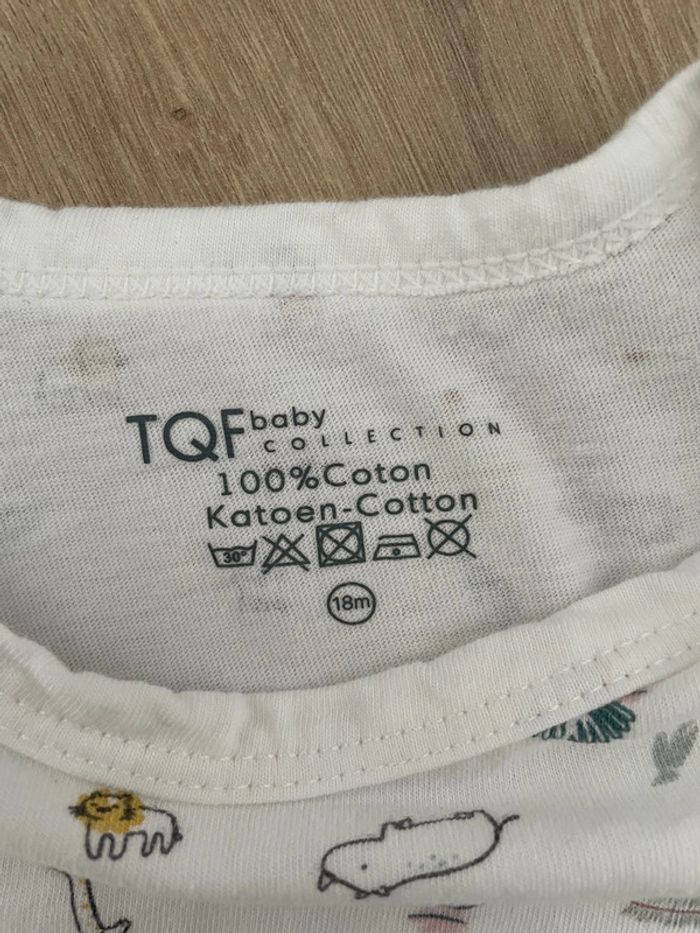 TQF baby
COLLECTION
100%Coton
Katoen-Cotton
30°
18m